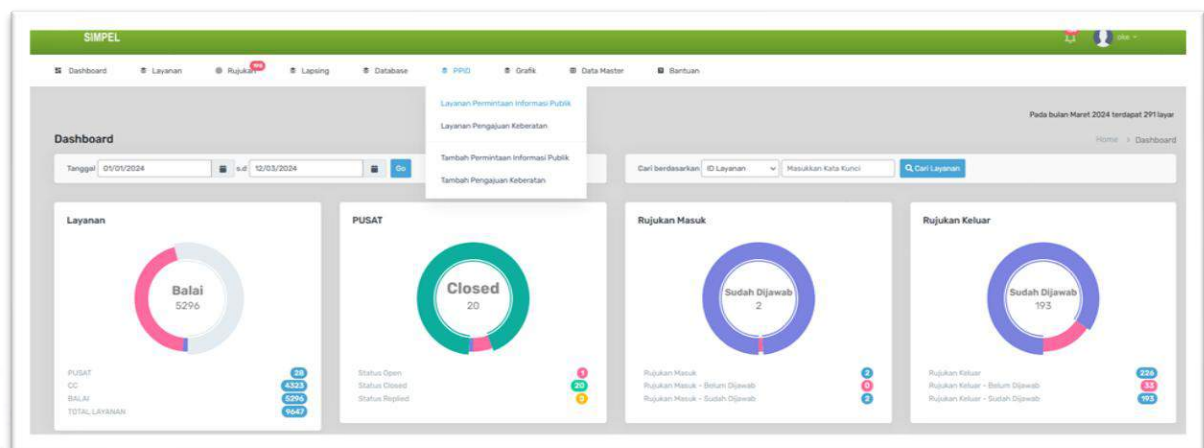 SIMPEL
oke
Dashboard Layanan Rujukan Lapsing Database PPID Grafik Data Master Bantuan
Layanan Permintaan Informasi Publik
Layanan Pengajuan Keberatan
Tambah Permintaan Informasi Publik
Tambah Pengajuan Keberatan
Pada bulan Maret 2024 terdapat 291 layar
Dashboard
Home > Dashboard
Tanggal 01/01/2024 s.d 12/03/2024 Go
Cari berdasarkan ID Layanan Masukkan Kata Kunci Cari Layanan
Layanan
Balai
5296
PUSAT 28
CC 4323
BALAI 5296
TOTAL LAYANAN 9647
PUSAT
Closed
20
Status Open 1
Status Closed 20
Status Replied
Rujukan Masuk
Sudah Dijawab
2
Rujukan Masuk 2
Rujukan Masuk - Belum Dijawab 0
Rujukan Masuk - Sudah Dijawab 2
Rujukan Keluar
Sudah Dijawab
193
Rujukan Keluar 226
Rujukan Keluar - Belum Dijawab 33
Rujukan Keluar - Sudah Dijawab 193